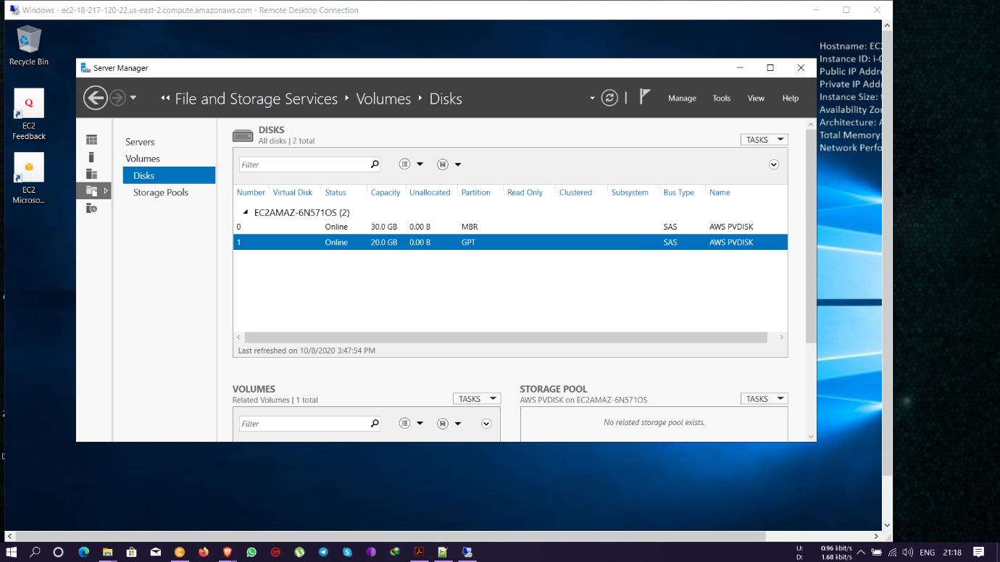 Windows - ec2-18-217-120-22.us-east-2.compute.amazonaws.com - Remote Desktop Connection
Recycle Bin
EC2
Feedback
EC2
Microso...
Hostname: EC2
Instance ID: i-0
Public IP Addre
Private IP Addre
Instance Size: t
Availability Zon
Architecture: A
Total Memory:
Network Perfo
Server Manager
File and Storage Services Volumes Disks
Manage Tools View Help
Servers
Volumes
Disks
Storage Pools
DISKS
All disks | 2 total
TASKS
Filter
Number Virtual Disk Status Capacity Unallocated Partition Read Only Clustered Subsystem Bus Type Name
EC2AMAZ-6N571OS (2)
0 Online 30.0 GB 0.00 B MBR SAS AWS PVDISK
1 Online 20.0 GB 0.00 B GPT SAS AWS PVDISK
Last refreshed on 10/8/2020 3:47:54 PM
VOLUMES
Related Volumes | 1 total
TASKS
Filter
STORAGE POOL
AWS PVDISK on EC2AMAZ-6N571OS
TASKS
No related storage pool exists.
U: 0.96 kbit/s
D: 1.68 kbit/s
ENG
21:18